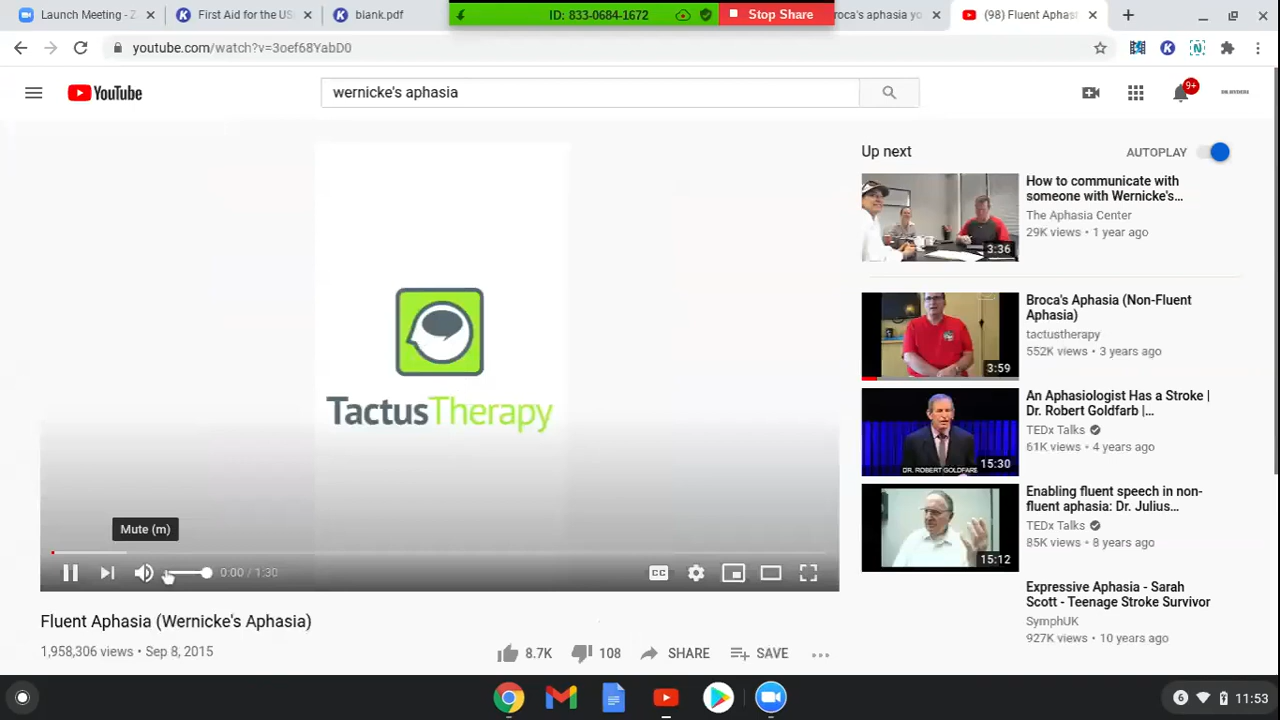 Launch Meeting - Z
First Aid for the US
blank.pdf
ID: 833-0684-1672
Stop Share
roca's aphasia yo
(98) Fluent Aphas
youtube.com/watch?v=3oef68YabD0
YouTube
wernicke's aphasia
9+
Up next
AUTOPLAY
How to communicate with
someone with Wernicke's...
The Aphasia Center
29K views • 1 year ago
3:36
Broca's Aphasia (Non-Fluent
Aphasia)
tactustherapy
552K views • 3 years ago
3:59
An Aphasiologist Has a Stroke |
Dr. Robert Goldfarb |...
TEDx Talks
61K views • 4 years ago
DR. ROBERT GOLDFARB
15:30
Enabling fluent speech in non-
fluent aphasia: Dr. Julius...
TEDx Talks
85K views • 8 years ago
15:12
Expressive Aphasia - Sarah
Scott - Teenage Stroke Survivor
SymphUK
927K views • 10 years ago
TactusTherapy
Mute (m)
0:00 / 1:30
CC
Fluent Aphasia (Wernicke's Aphasia)
1,958,306 views • Sep 8, 2015
8.7K
108
SHARE
SAVE
6
11:53